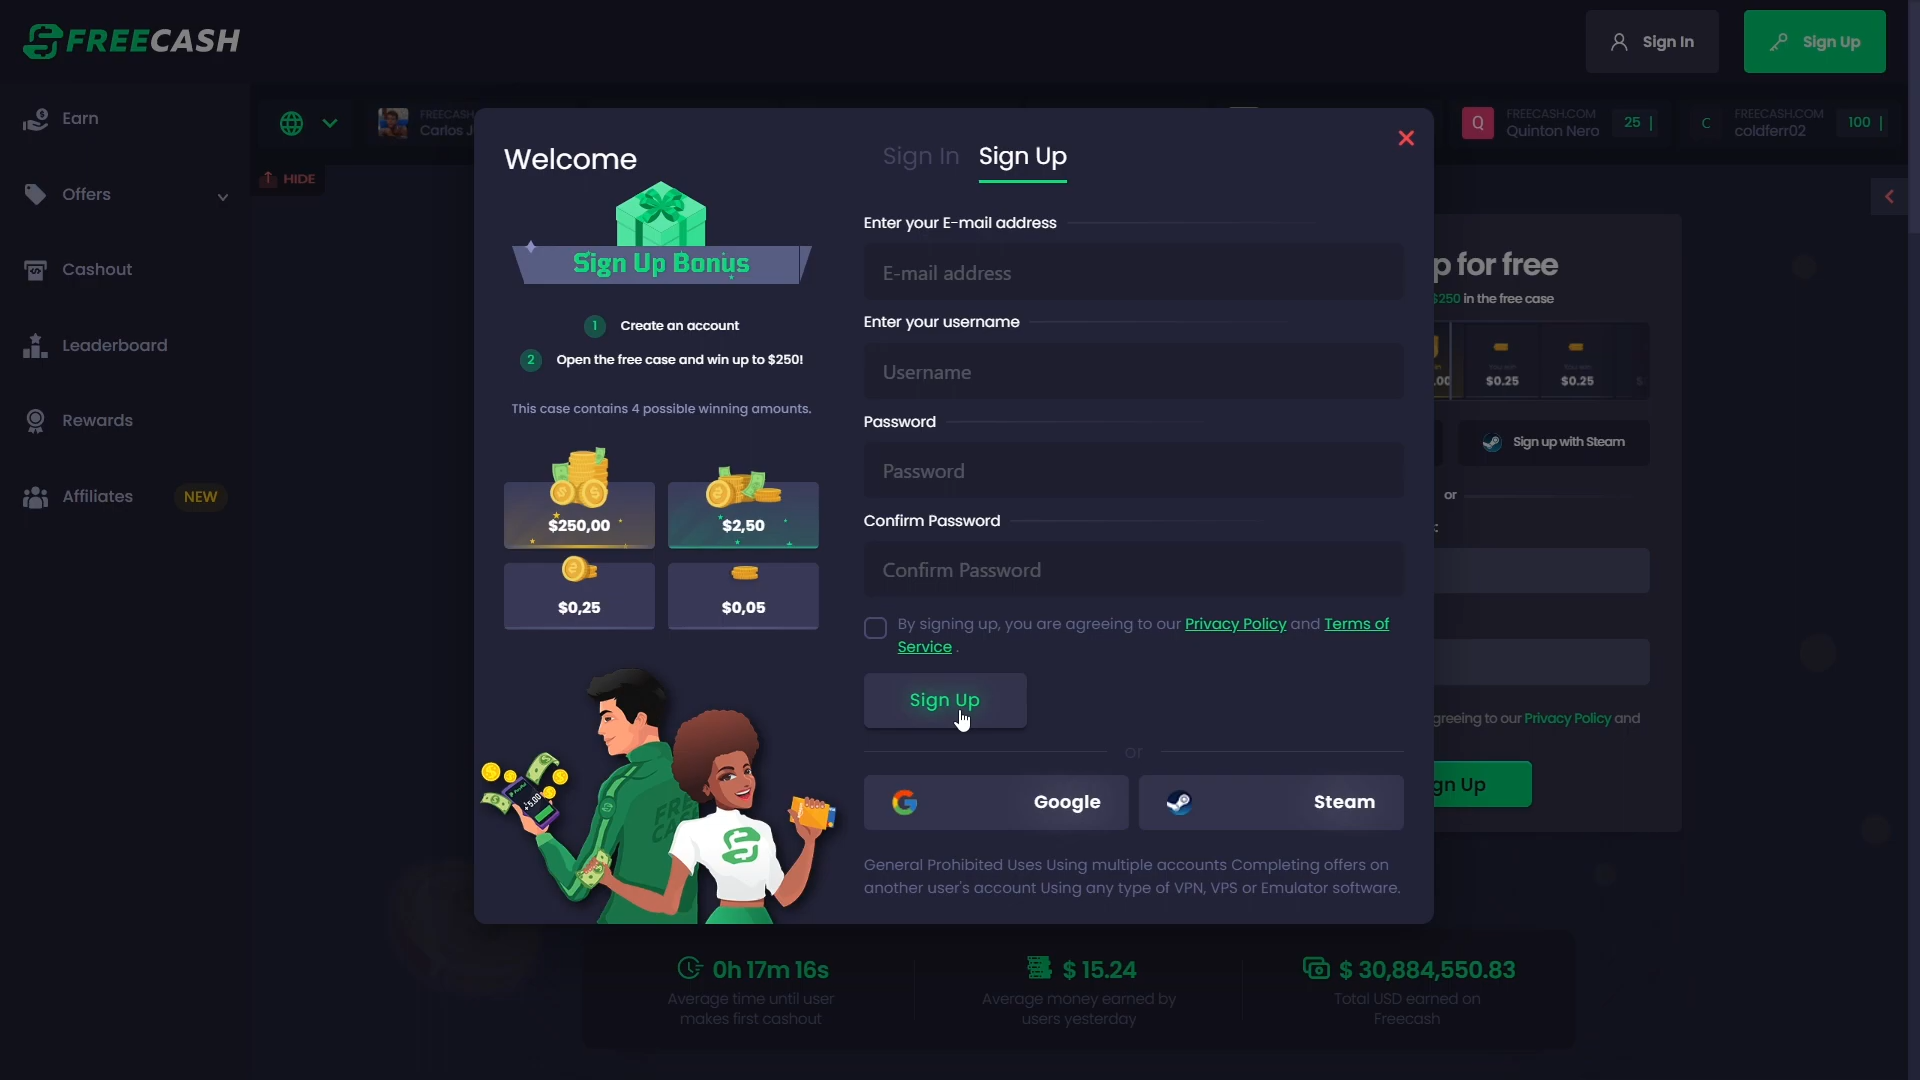 FREECASH
Sign In
Sign Up
Earn
Offers
Cashout
Leaderboard
Rewards
Affiliates NEW
FREECASH
Carlos J
Q
FREECASH.COM
Quinton Nero
25
C
FREECASH.COM
coldferr02
100
HIDE
Welcome
Sign Up Bonus
1 Create an account
2 Open the free case and win up to $250!
This case contains 4 possible winning amounts.
$250,00
$2,50
$0,25
$0,05
Sign In Sign Up
Enter your E-mail address
E-mail address
Enter your username
Username
Password
Password
Confirm Password
Confirm Password
By signing up, you are agreeing to our Privacy Policy and Terms of
Service .
Sign Up
or
Google
Steam
General Prohibited Uses Using multiple accounts Completing offers on
another user's account Using any type of VPN, VPS or Emulator software.
p for free
$250 in the free case
$0.25
$0.25
Sign up with Steam
or
greeing to our Privacy Policy and
gn Up
0h 17m 16s
Average time until user
makes first cashout
$ 15.24
Average money earned by
users yesterday
$ 30,884,550.83
Total USD earned on
Freecash